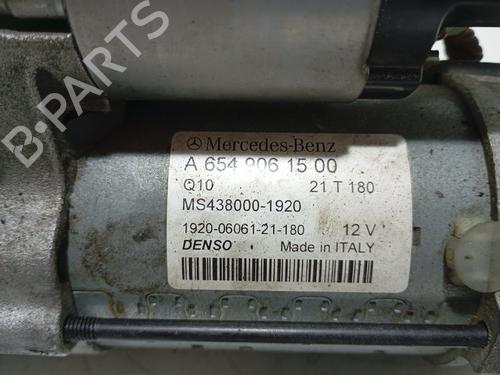 Mercedes-Benz
A 654 906 15 00
Q10 21 T 180
MS438000-1920
1920-06061-21-180 12 V
DENSO Made in ITALY
B-PARTS